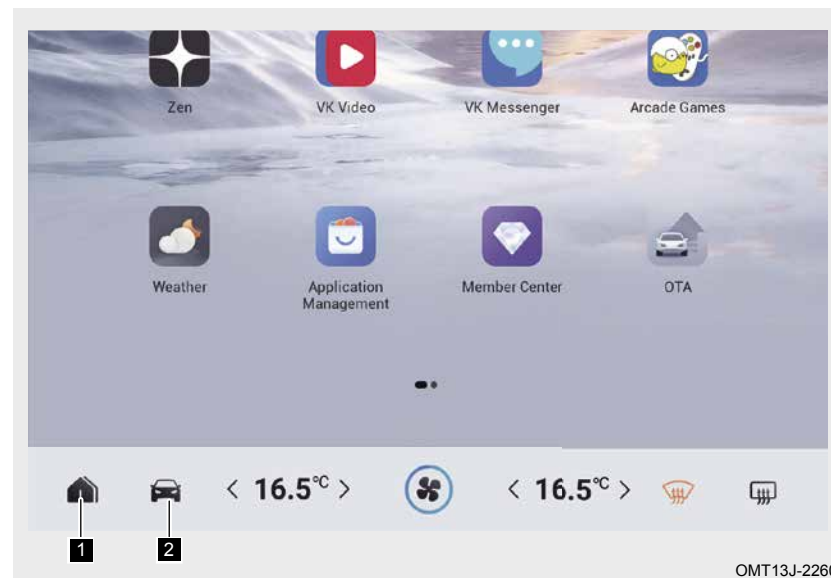 Zen
VK Video
VK Messenger
Arcade Games
Weather
Application
Management
Member Center
OTA
< 16.5°C >
< 16.5°C >
1
2
OMT13J-2260